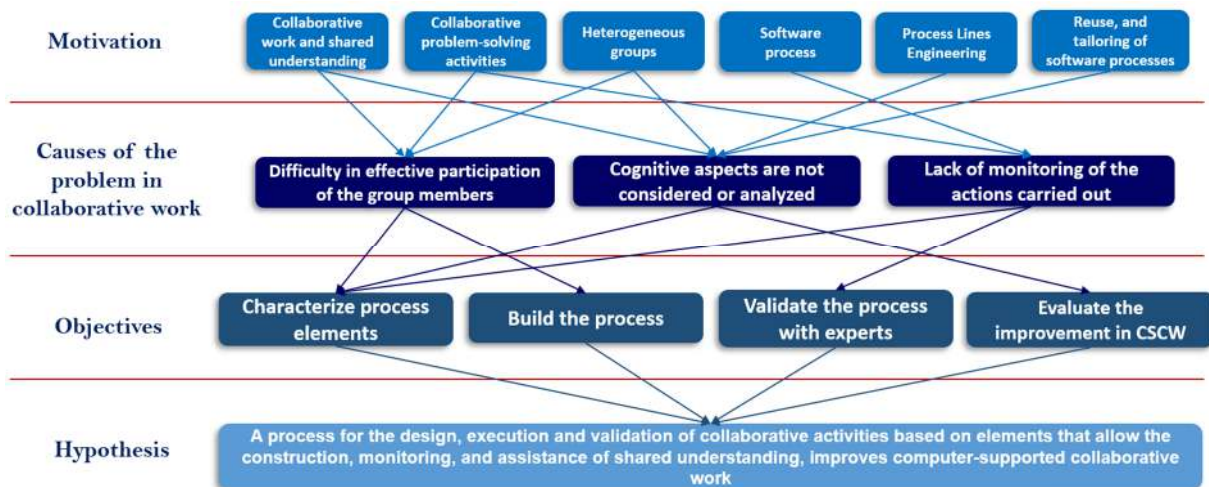 Motivation
Collaborative
work and shared
understanding
Collaborative
problem-solving
activities
Heterogeneous
groups
Software
process
Process Lines
Engineering
Reuse, and
tailoring of
software processes
Causes of the
problem in
collaborative work
Difficulty in effective participation
of the group members
Cognitive aspects are not
considered or analyzed
Lack of monitoring of the
actions carried out
Objectives
Characterize process
elements
Build the process
Validate the process
with experts
Evaluate the
improvement in CSCW
Hypothesis
A process for the design, execution and validation of collaborative activities based on elements that allow the
construction, monitoring, and assistance of shared understanding, improves computer-supported collaborative
work